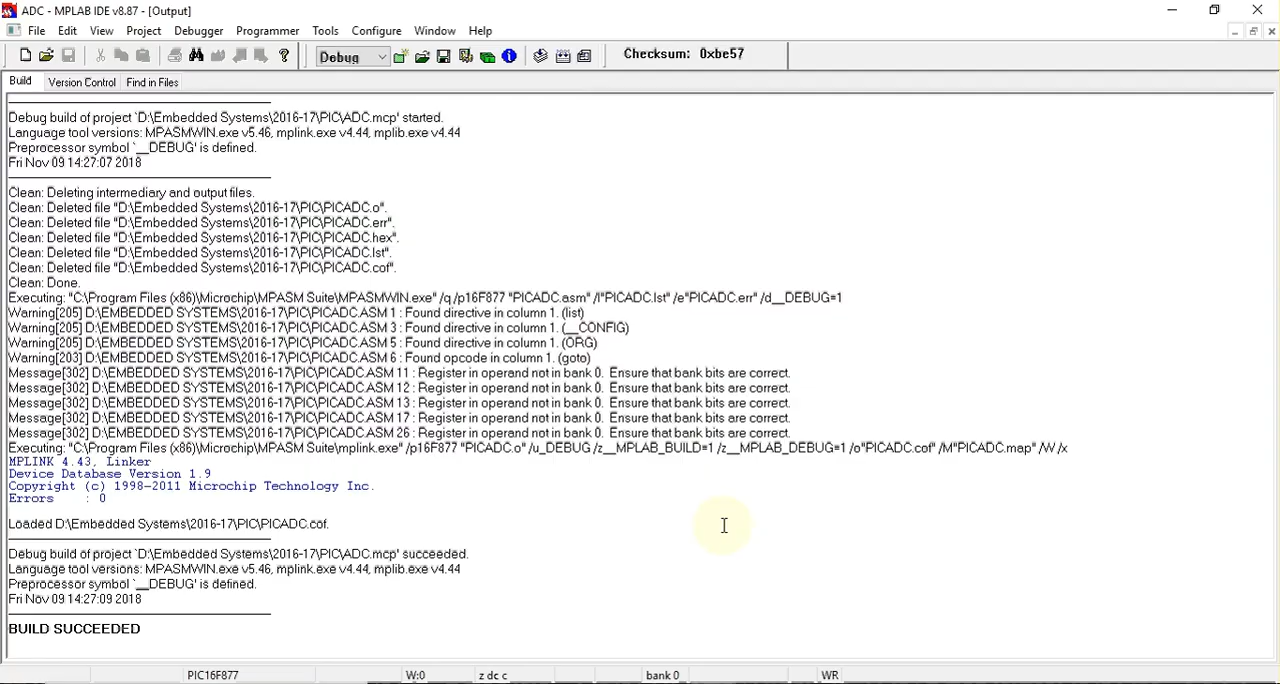 ADC - MPLAB IDE v8.87 - [Output]
File Edit View Project Debugger Programmer Tools Configure Window Help
Debug Checksum: 0xbe57
Build Version Control Find in Files
Debug build of project `D:\Embedded Systems\2016-17\PIC\ADC.mcp' started.
Language tool versions: MPASMWIN.exe v5.46, mplink.exe v4.44, mplib.exe v4.44
Preprocessor symbol `__DEBUG' is defined.
Fri Nov 09 14:27:07 2018
Clean: Deleting intermediary and output files.
Clean: Deleted file "D:\Embedded Systems\2016-17\PIC\PICADC.o".
Clean: Deleted file "D:\Embedded Systems\2016-17\PIC\PICADC.err".
Clean: Deleted file "D:\Embedded Systems\2016-17\PIC\PICADC.hex".
Clean: Deleted file "D:\Embedded Systems\2016-17\PIC\PICADC.lst".
Clean: Deleted file "D:\Embedded Systems\2016-17\PIC\PICADC.cof".
Clean: Done.
Executing: "C:\Program Files (x86)\Microchip\MPASM Suite\MPASMWIN.exe" /q /p16F877 "PICADC.asm" /l"PICADC.lst" /e"PICADC.err" /d__DEBUG=1
Warning[205] D:\EMBEDDED SYSTEMS\2016-17\PIC\PICADC.ASM 1 : Found directive in column 1. (list)
Warning[205] D:\EMBEDDED SYSTEMS\2016-17\PIC\PICADC.ASM 3 : Found directive in column 1. (__CONFIG)
Warning[205] D:\EMBEDDED SYSTEMS\2016-17\PIC\PICADC.ASM 5 : Found directive in column 1. (ORG)
Warning[203] D:\EMBEDDED SYSTEMS\2016-17\PIC\PICADC.ASM 6 : Found opcode in column 1. (goto)
Message[302] D:\EMBEDDED SYSTEMS\2016-17\PIC\PICADC.ASM 11 : Register in operand not in bank 0. Ensure that bank bits are correct.
Message[302] D:\EMBEDDED SYSTEMS\2016-17\PIC\PICADC.ASM 12 : Register in operand not in bank 0. Ensure that bank bits are correct.
Message[302] D:\EMBEDDED SYSTEMS\2016-17\PIC\PICADC.ASM 13 : Register in operand not in bank 0. Ensure that bank bits are correct.
Message[302] D:\EMBEDDED SYSTEMS\2016-17\PIC\PICADC.ASM 17 : Register in operand not in bank 0. Ensure that bank bits are correct.
Message[302] D:\EMBEDDED SYSTEMS\2016-17\PIC\PICADC.ASM 26 : Register in operand not in bank 0. Ensure that bank bits are correct.
Executing: "C:\Program Files (x86)\Microchip\MPASM Suite\mplink.exe" /p16F877 "PICADC.o" /u_DEBUG /z__MPLAB_BUILD=1 /z__MPLAB_DEBUG=1 /o"PICADC.cof" /M"PICADC.map" /W /x
MPLINK 4.43, Linker
Device Database Version 1.9
Copyright (c) 1998-2011 Microchip Technology Inc.
Errors : 0
Loaded D:\Embedded Systems\2016-17\PIC\PICADC.cof.
Debug build of project `D:\Embedded Systems\2016-17\PIC\ADC.mcp' succeeded.
Language tool versions: MPASMWIN.exe v5.46, mplink.exe v4.44, mplib.exe v4.44
Preprocessor symbol `__DEBUG' is defined.
Fri Nov 09 14:27:09 2018
BUILD SUCCEEDED
PIC16F877 W:0 z dc c bank 0 WR